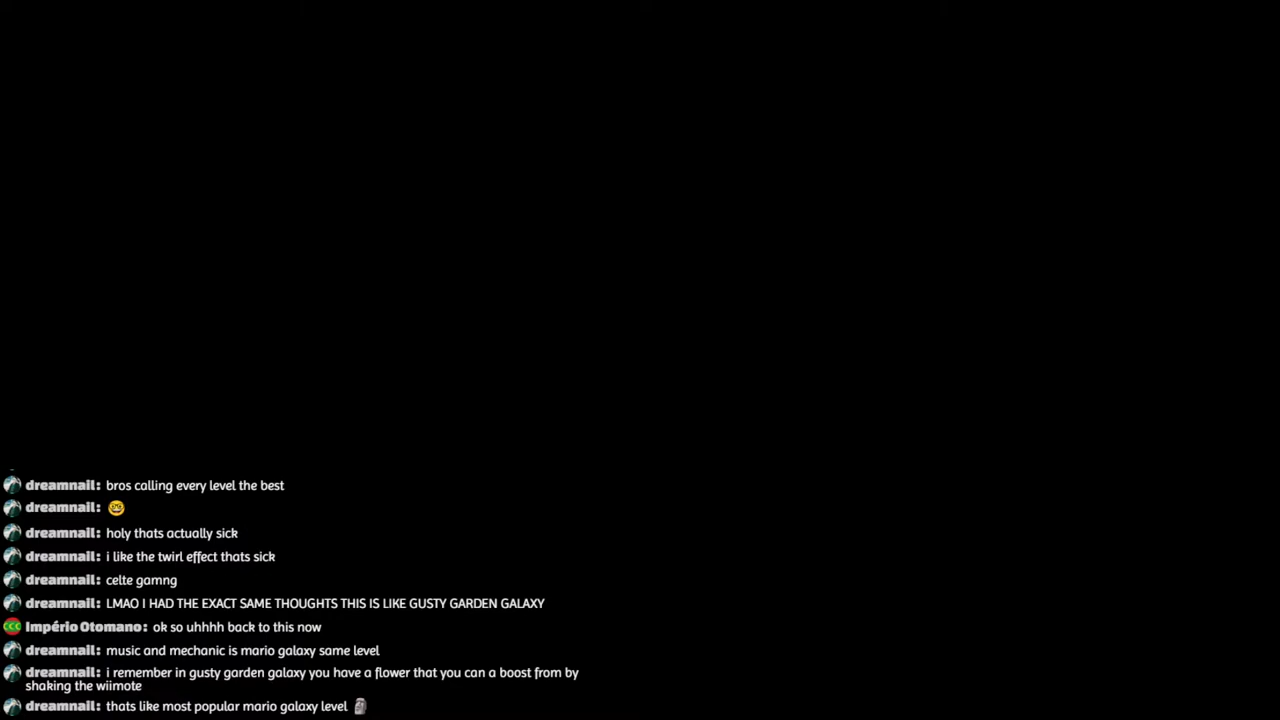 dreamnail: bros calling every level the best
dreamnail: 🤓
dreamnail: holy thats actually sick
dreamnail: i like the twirl effect thats sick
dreamnail: celte gamng
dreamnail: LMAO I HAD THE EXACT SAME THOUGHTS THIS IS LIKE GUSTY GARDEN GALAXY
Império Otomano: ok so uhhhh back to this now
dreamnail: music and mechanic is mario galaxy same level
dreamnail: i remember in gusty garden galaxy you have a flower that you can a boost from by
shaking the wiimote
dreamnail: thats like most popular mario galaxy level 🗿